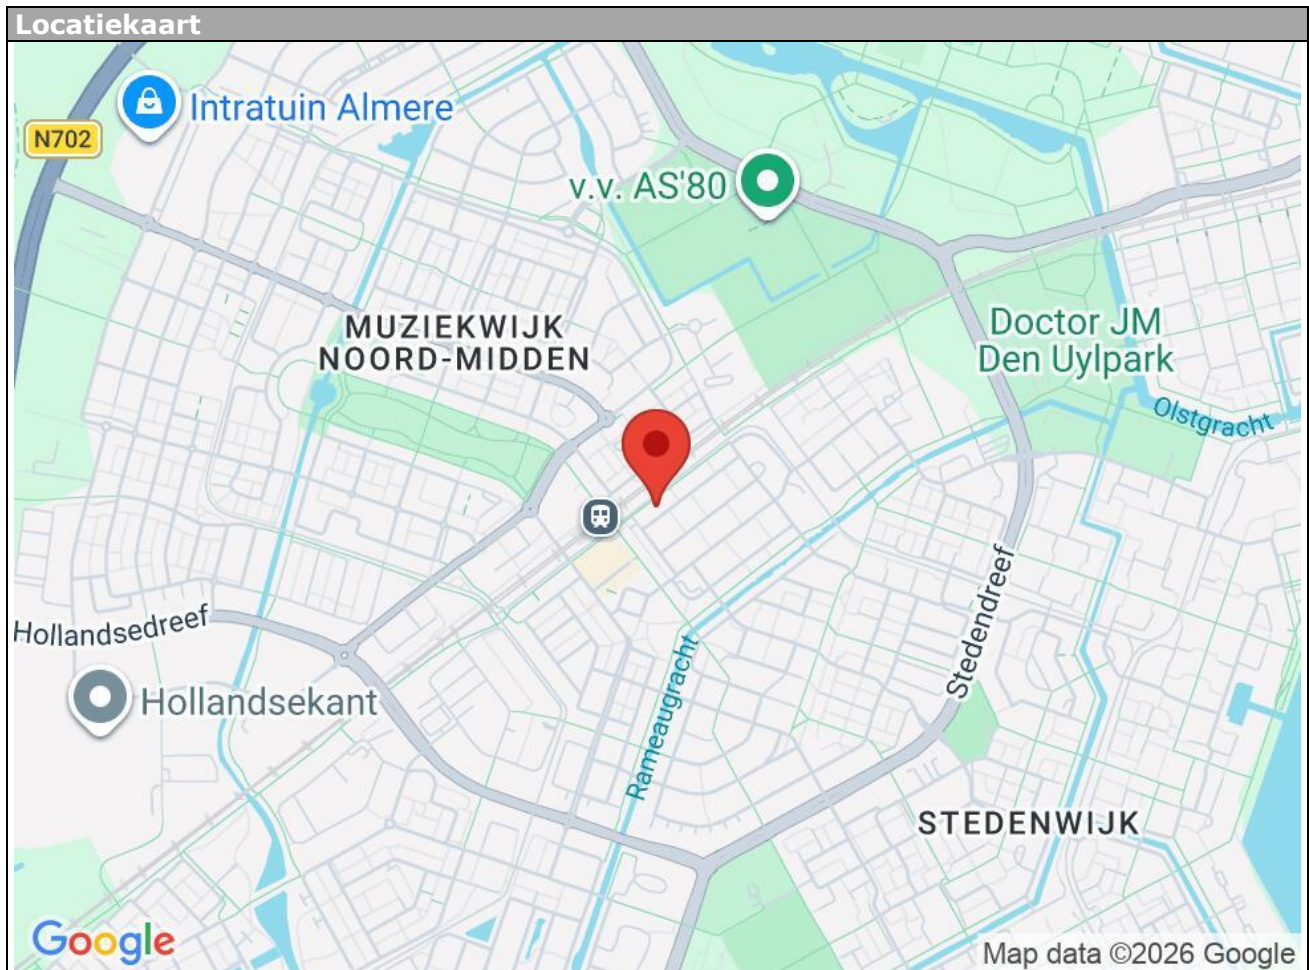 Locatiekaart
Intratuin Almere
N702
v.v. AS'80
MUZIEKWIJK
NOORD-MIDDEN
Doctor JM
Den Uylpark
Olstgracht
Hollandsedreef
Stedendreef
Hollandsekant
Rameaugracht
STEDENWIJK
Google
Map data ©2026 Google